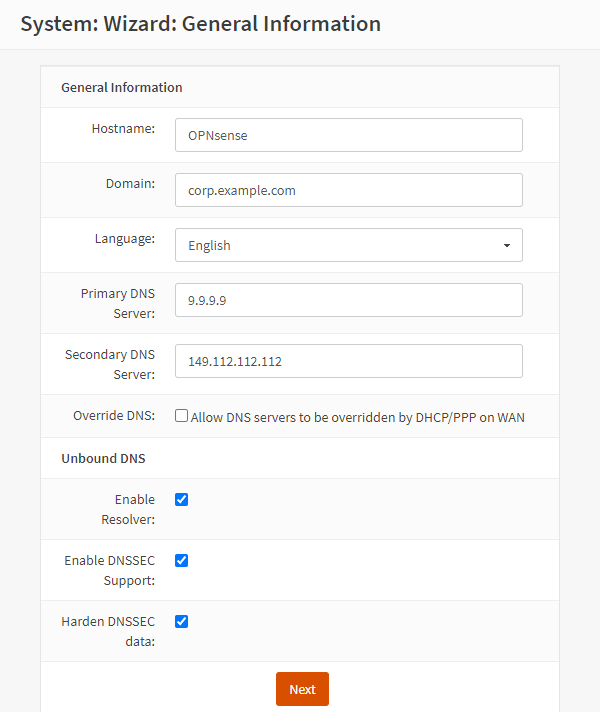 System: Wizard: General Information
General Information
Hostname:
OPNsense
Domain:
corp.example.com
Language:
English
Primary DNS
Server:
9.9.9.9
Secondary DNS
Server:
149.112.112.112
Override DNS:
Allow DNS servers to be overridden by DHCP/PPP on WAN
Unbound DNS
Enable
Resolver:
Enable DNSSEC
Support:
Harden DNSSEC
data:
Next